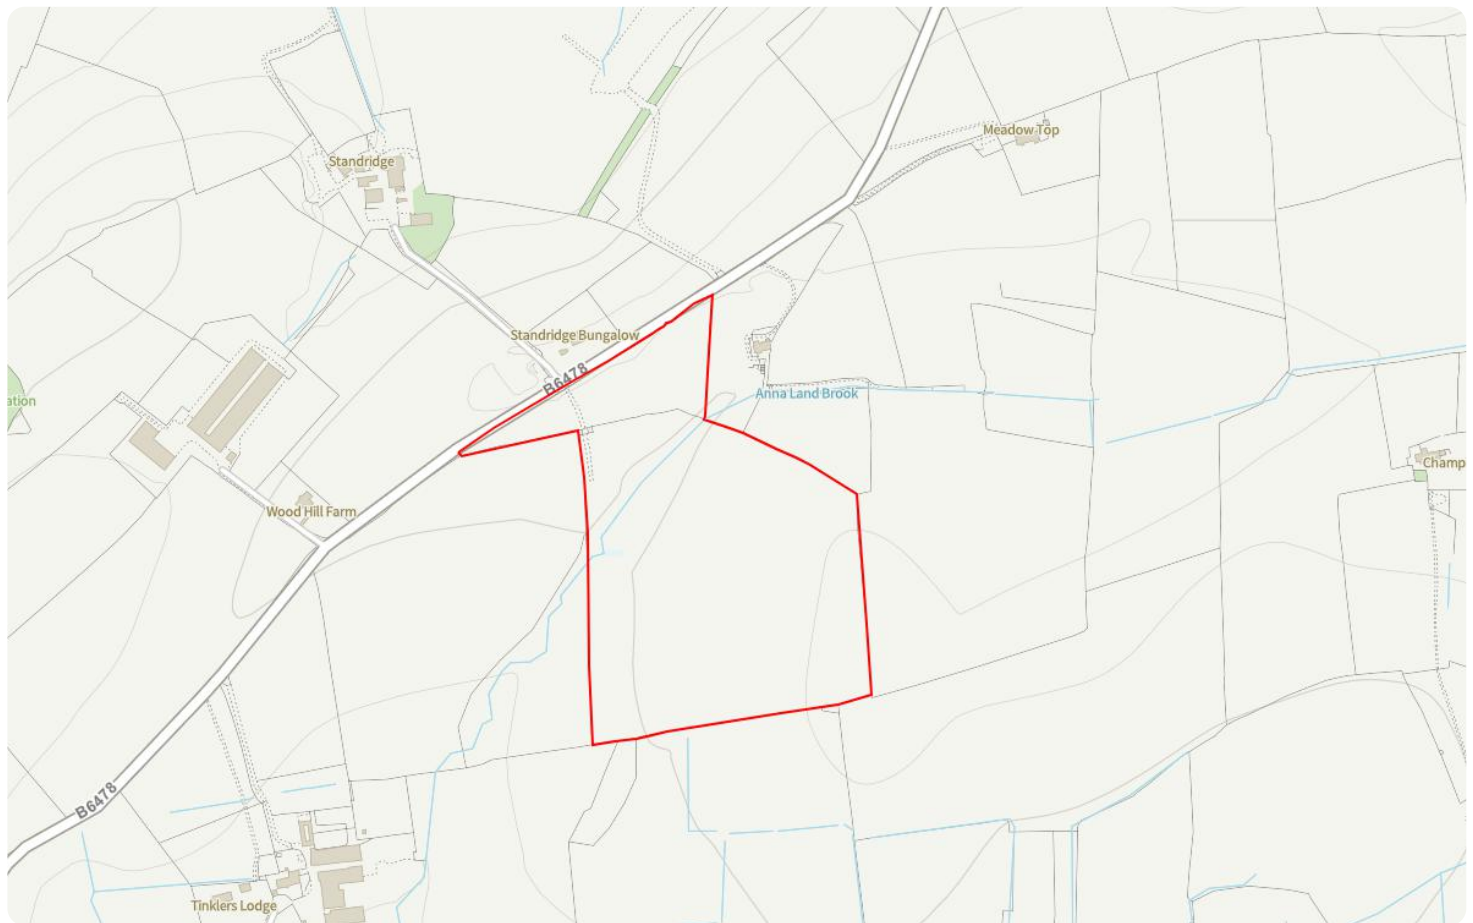 Meadow Top
Standridge
Standridge Bungalow
B6478
Anna Land Brook
ation
Champ
Wood Hill Farm
B6478
Tinklers Lodge